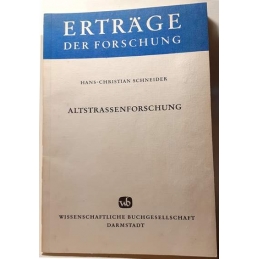 ERTRÄGE
DER FORSCHUNG
HANS-CHRISTIAN SCHNEIDER
ALTSTRASSENFORSCHUNG
wb
WISSENSCHAFTLICHE BUCHGESELLSCHAFT
DARMSTADT